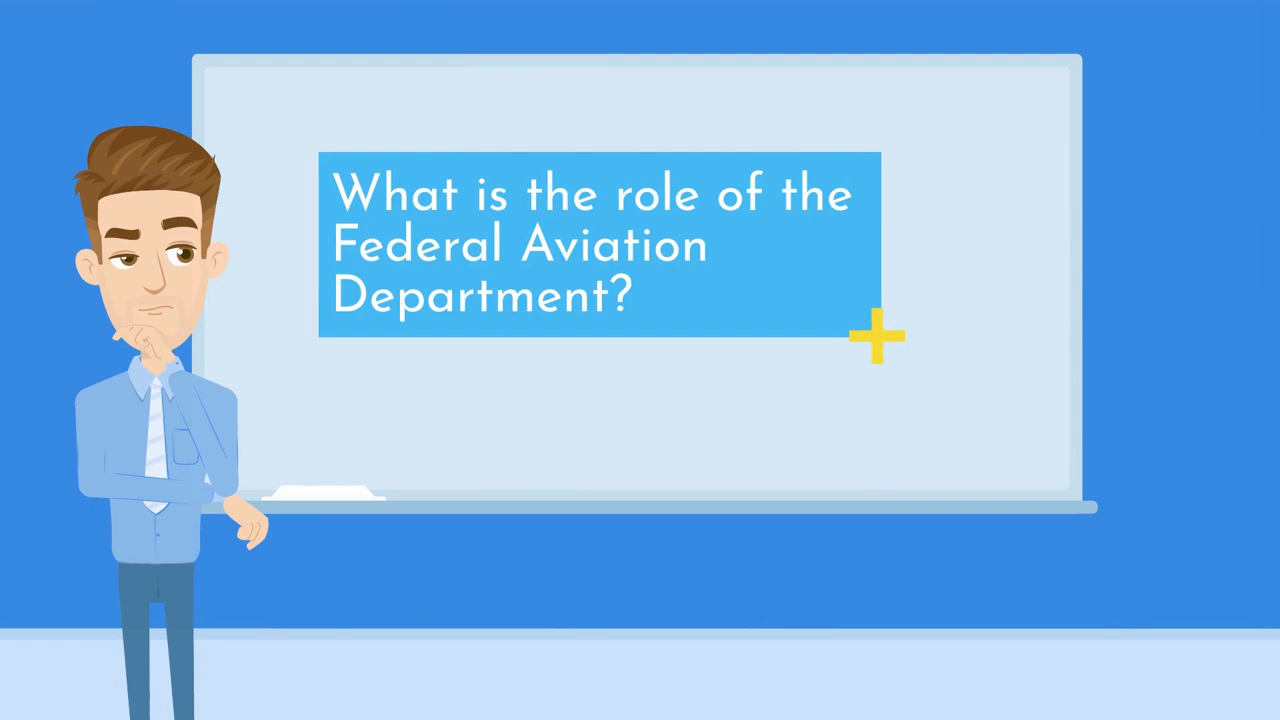 What is the role of the
Federal Aviation
Department?